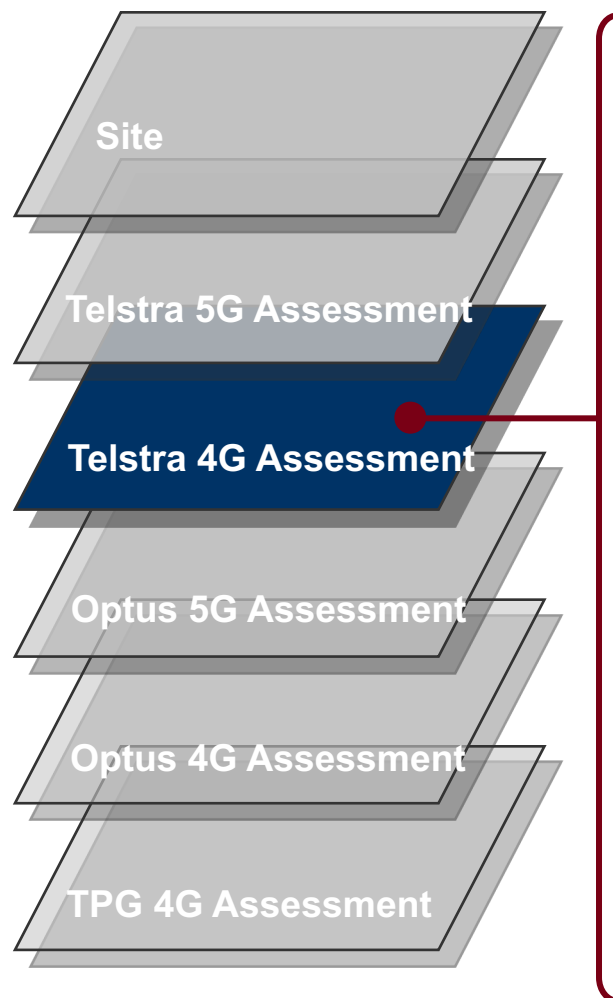 Site
Telstra 5G Assessment
Telstra 4G Assessment
Optus 5G Assessment
Optus 4G Assessment
TPG 4G Assessment